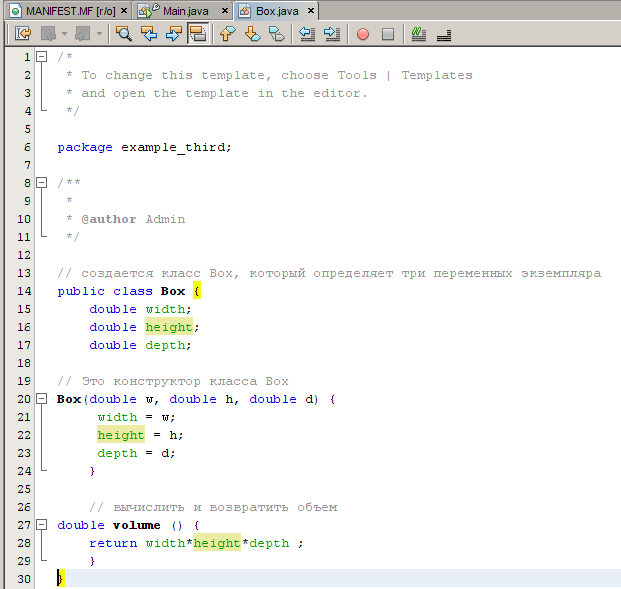 MANIFEST.MF [r/o] Main.java Box.java
1 /*
2  * To change this template, choose Tools | Templates
3  * and open the template in the editor.
4  */
5
6 package example_third;
7
8 /**
9  *
10  * @author Admin
11  */
12
13 // создается класс Box, который определяет три переменных экземпляра
14 public class Box {
15     double width;
16     double height;
17     double depth;
18
19 // Это конструктор класса Box
20 Box(double w, double h, double d) {
21      width = w;
22      height = h;
23      depth = d;
24     }
25
26     // вычислить и возвратить объем
27 double volume () {
28     return width*height*depth ;
29     }
30 }